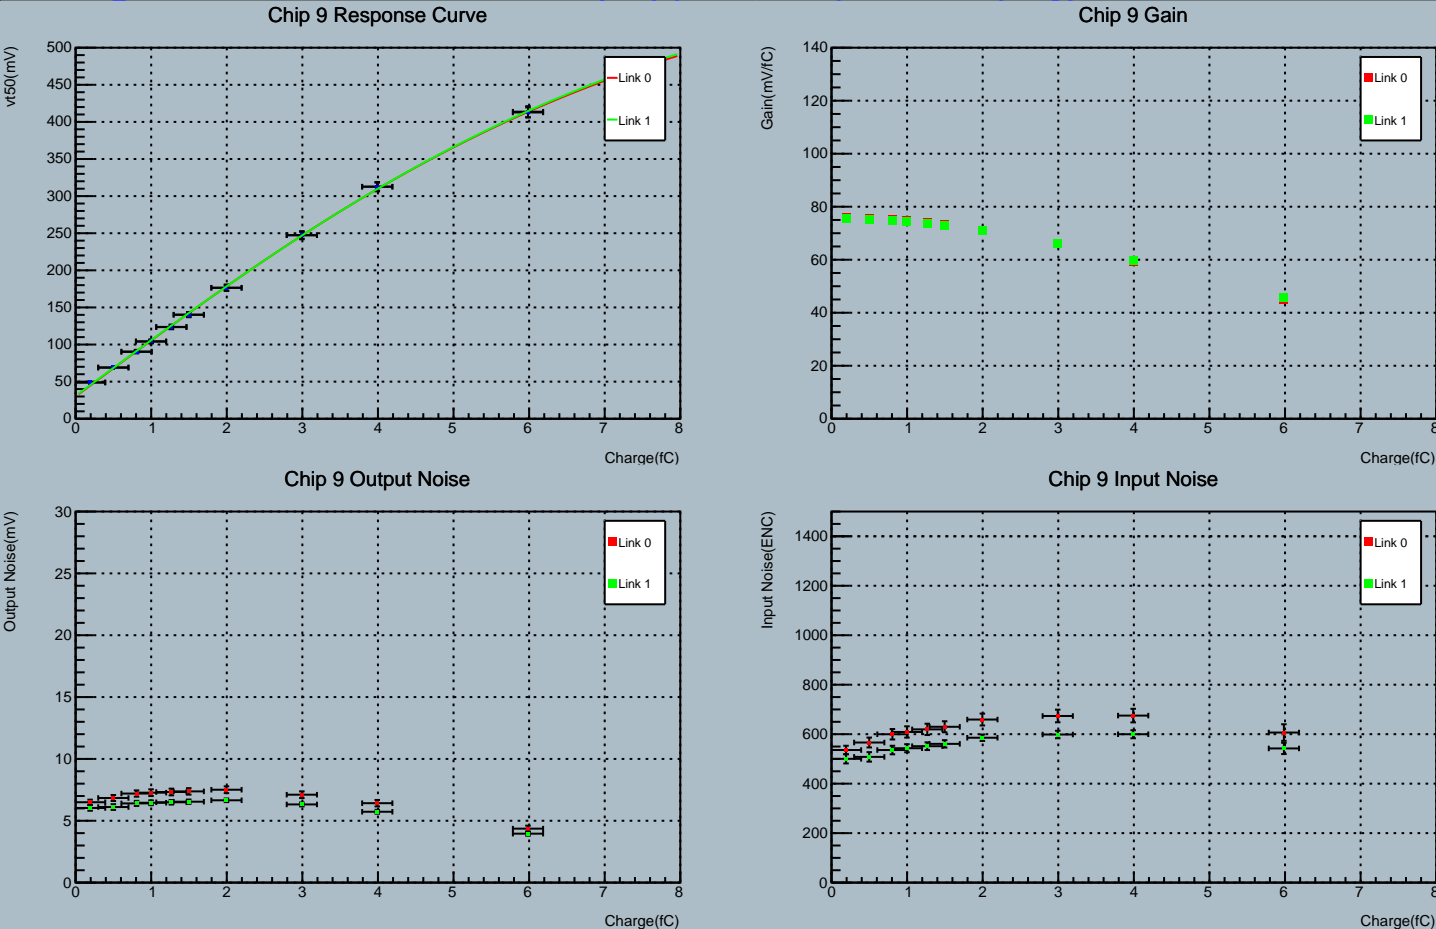 Chip 9 Response Curve
vt50(mV)
500
450
400
350
300
250
200
150
100
50
0
0 1 2 3 4 5 6 7 8
Charge(fC)
Link 0
Link 1
Chip 9 Gain
Gain(mV/fC)
140
120
100
80
60
40
20
0
0 1 2 3 4 5 6 7 8
Charge(fC)
Link 0
Link 1
Chip 9 Output Noise
Output Noise(mV)
30
25
20
15
10
5
0
0 1 2 3 4 5 6 7 8
Charge(fC)
Link 0
Link 1
Chip 9 Input Noise
Input Noise(ENC)
1400
1200
1000
800
600
400
200
0
0 1 2 3 4 5 6 7 8
Charge(fC)
Link 0
Link 1